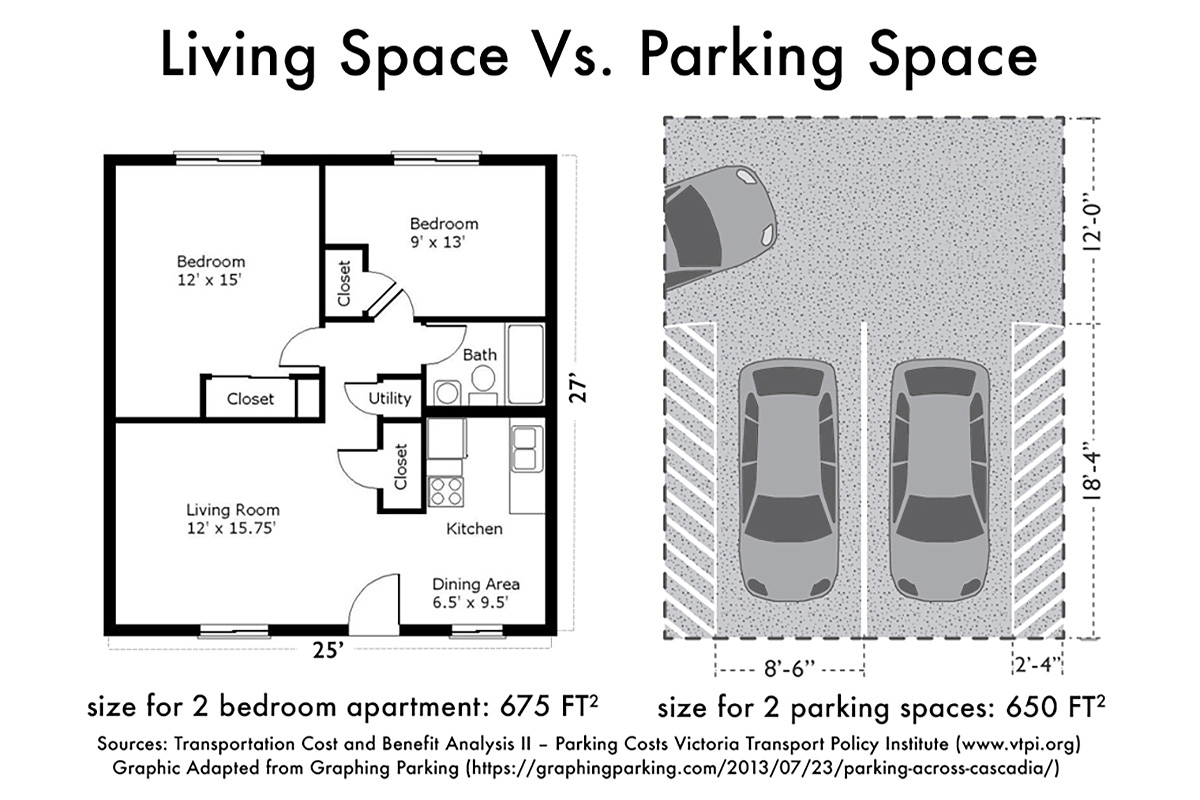 Living Space Vs. Parking Space
Bedroom
12' x 15'
Bedroom
9' x 13'
Closet
Bath
Closet
Utility
Closet
Living Room
12' x 15.75'
Kitchen
Dining Area
6.5' x 9.5'
27’
25’
12’-0”
18’-4”
8’-6”
2’-4”
size for 2 bedroom apartment: 675 FT²
size for 2 parking spaces: 650 FT²
Sources: Transportation Cost and Benefit Analysis II – Parking Costs Victoria Transport Policy Institute (www.vtpi.org)
Graphic Adapted from Graphing Parking (https://graphingparking.com/2013/07/23/parking-across-cascadia/)